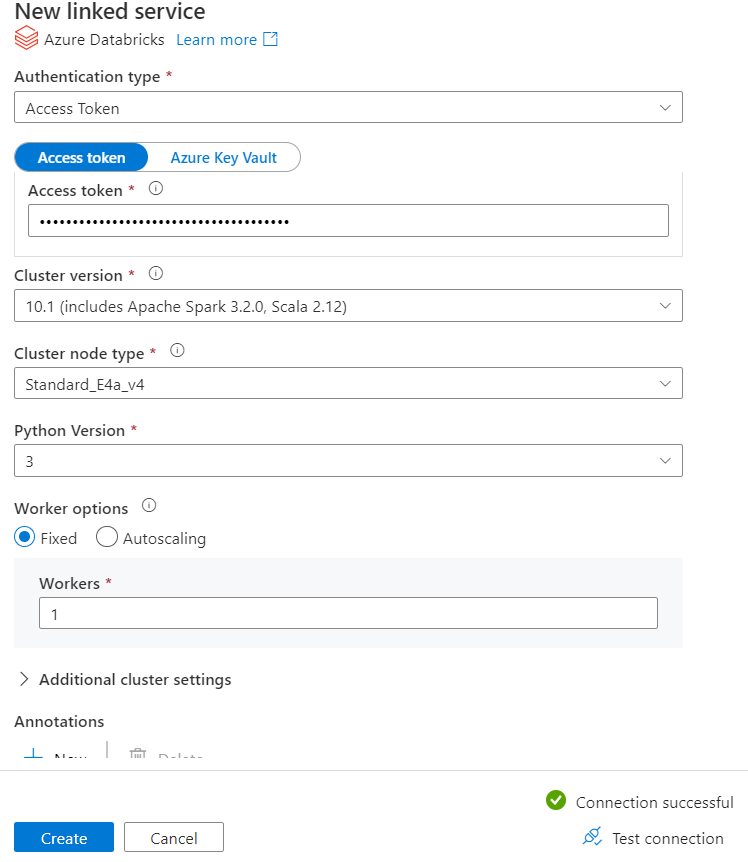 New linked service
Azure Databricks Learn more
Authentication type *
Access Token
Access token Azure Key Vault
Access token *
••••••••••••••••••••••••••••••••••••••
Cluster version *
10.1 (includes Apache Spark 3.2.0, Scala 2.12)
Cluster node type *
Standard_E4a_v4
Python Version *
3
Worker options
Fixed Autoscaling
Workers *
1
Additional cluster settings
Annotations
New Delete
Connection successful
Create Cancel Test connection